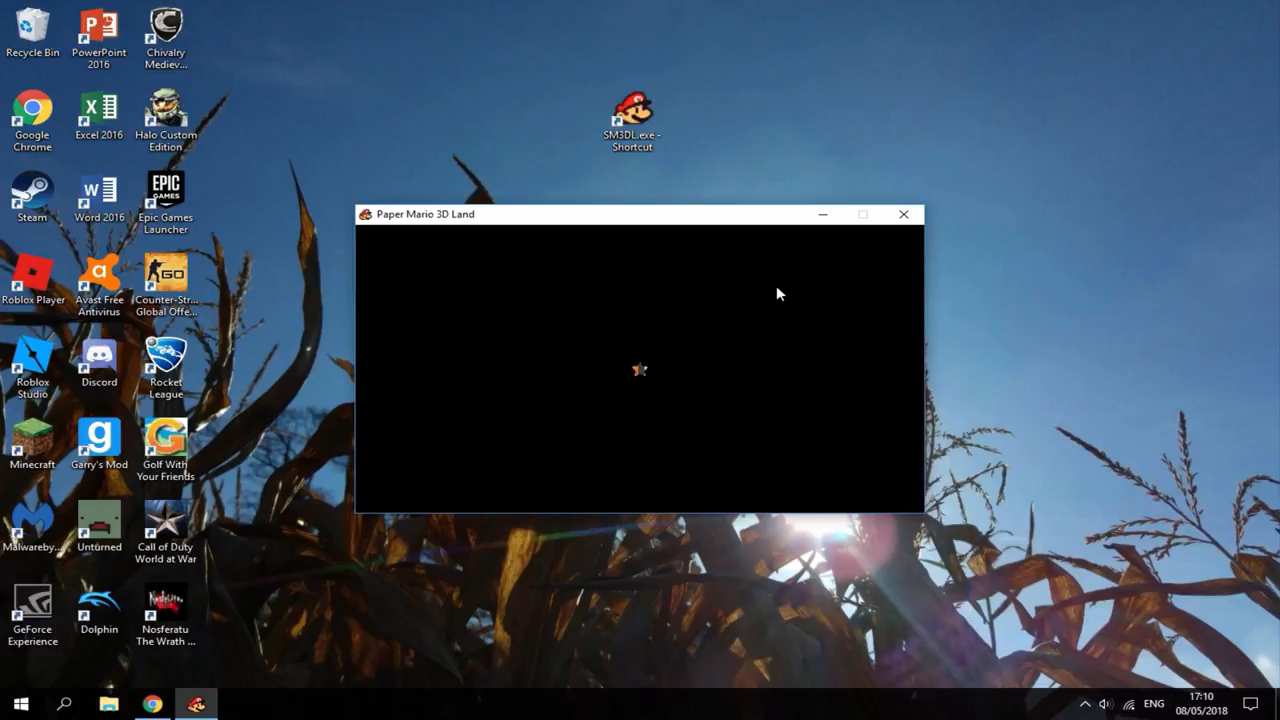 Recycle Bin
PowerPoint
2016
Chivalry
Mediev...
Google
Chrome
Excel 2016
Halo Custom
Edition
SM3DL.exe -
Shortcut
Steam
Word 2016
EPIC
GAMES
Epic Games
Launcher
Paper Mario 3D Land
Roblox Player
Avast Free
Antivirus
GO
Counter-Str...
Global Offe...
Roblox
Studio
Discord
Rocket
League
Minecraft
g
Garry's Mod
Golf With
Your Friends
Malwareby...
Unturned
Call of Duty
World at War
GeForce
Experience
Dolphin
Nosferatu
The Wrath ...
ENG
17:10
08/05/2018